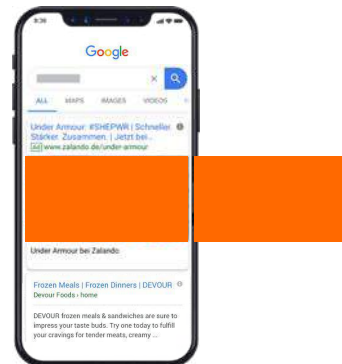 9:36
Google
ALL MAPS IMAGES VIDEOS
Under Armour: #SHEPWR | Schneller.
Stärker. Zusammen. | Jetzt bei...
Ad www.zalando.de/under-armour
Under Armour bei Zalando
Frozen Meals | Frozen Dinners | DEVOUR
Devour Foods › home
DEVOUR frozen meals & sandwiches are sure to
impress your taste buds. Try one today to fulfill
your cravings for tender meats, creamy ...